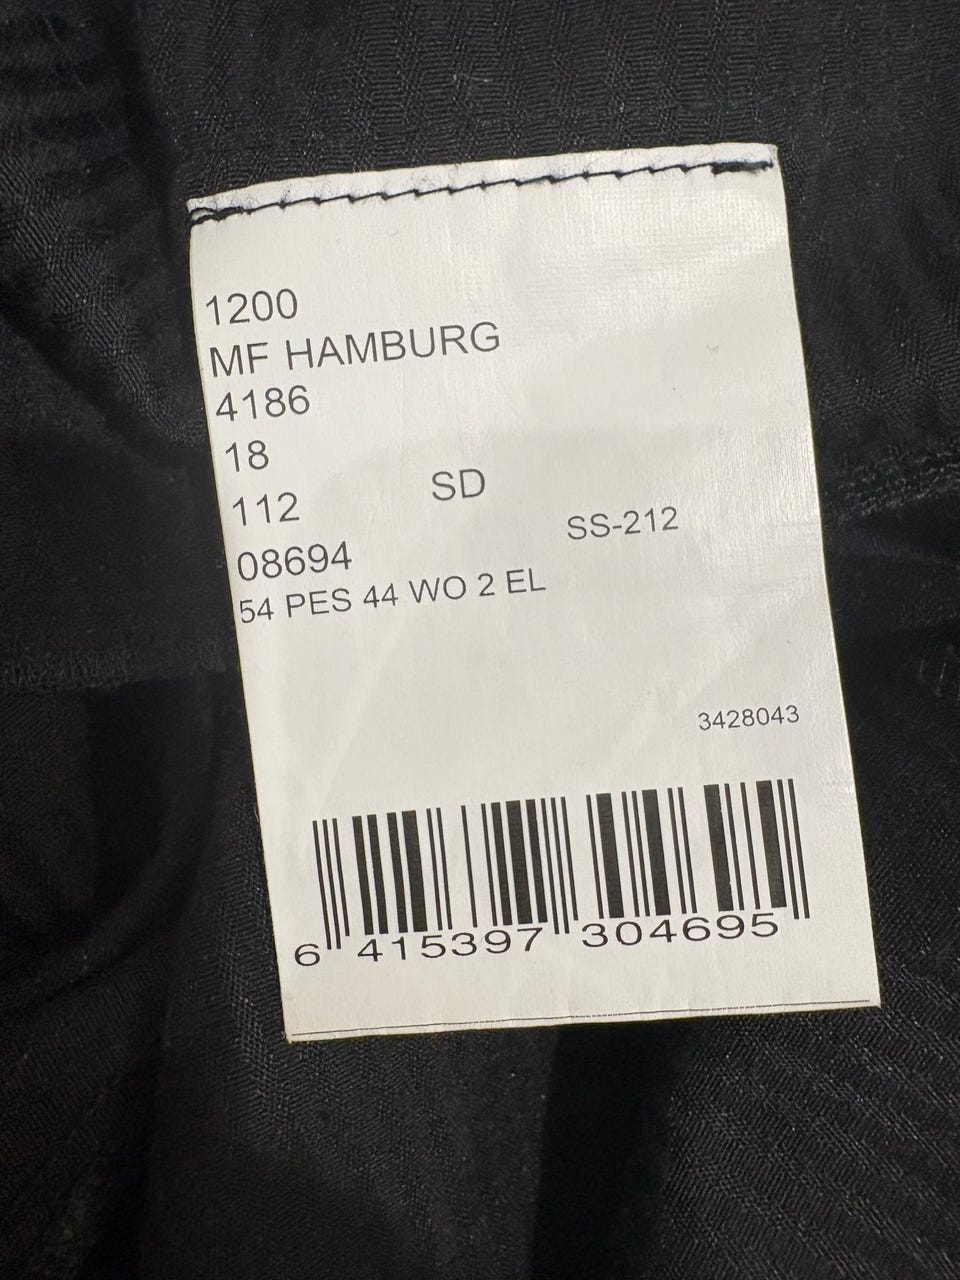 1200
MF HAMBURG
4186
18
112 SD
08694 SS-212
54 PES 44 WO 2 EL
3428043
6 415397 304695